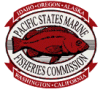 IDAHO•OREGON•ALASKA
PACIFIC STATES MARINE
FISHERIES COMMISSION
WASHINGTON•CALIFORNIA